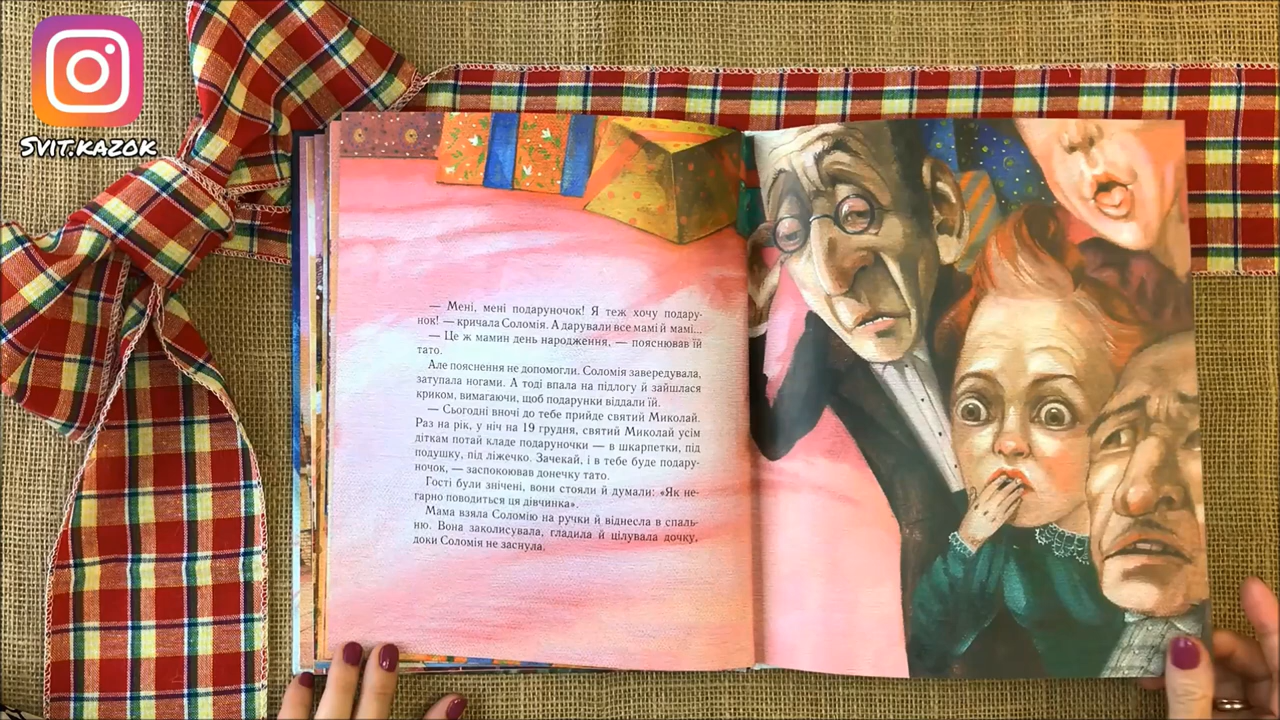 Svit.kazok
— Мені, мені подаруночок! Я теж хочу подару-
нок! — кричала Соломія. А дарували все мамі й мамі...
— Це ж мамин день народження, — пояснював їй
тато.
Але пояснення не допомогли. Соломія завередувала,
затупала ногами. А тоді впала на підлогу й зайшлася
криком, вимагаючи, щоб подарунки віддали їй.
— Сьогодні вночі до тебе прийде святий Миколай.
Раз на рік, у ніч на 19 грудня, святий Миколай усім
діткам потай кладе подаруночки — в шкарпетки, під
подушку, під ліжечко. Зачекай, і в тебе буде подару-
ночок, — заспокоював донечку тато.
Гості були знічені, вони стояли й думали: «Як не-
гарно поводиться ця дівчинка».
Мама взяла Соломію на ручки й віднесла в спаль-
ню. Вона заколисувала, гладила й цілувала дочку,
доки Соломія не заснула.